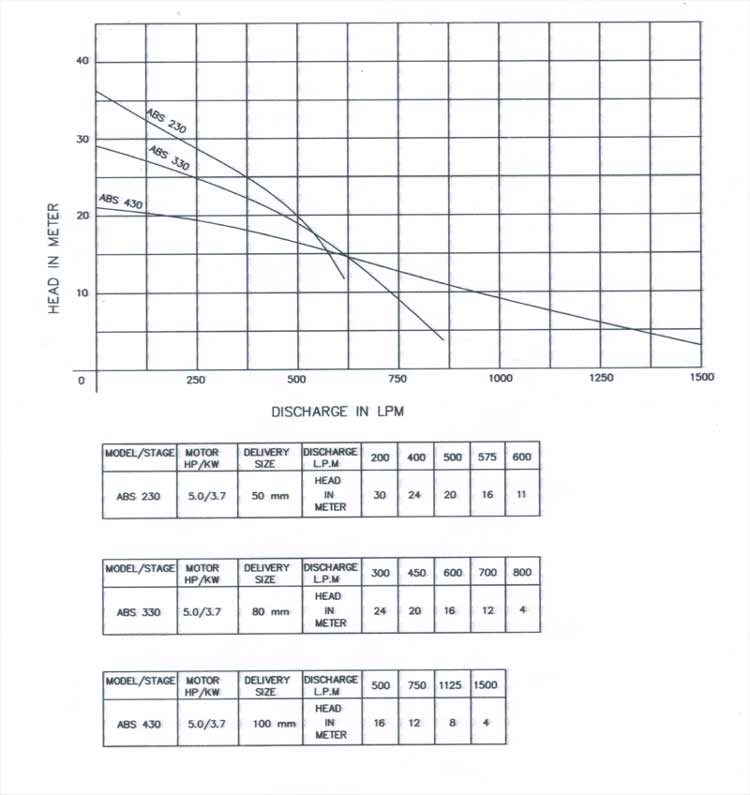 40
ABS 230
30
ABS 330
ABS 430
20
HEAD IN METER
10
0 250 500 750 1000 1250 1500
DISCHARGE IN LPM
MODEL/STAGE MOTOR HP/KW DELIVERY SIZE DISCHARGE L.P.M 200 400 500 575 600
ABS 230 5.0/3.7 50 mm HEAD IN METER 30 24 20 16 11
MODEL/STAGE MOTOR HP/KW DELIVERY SIZE DISCHARGE L.P.M 300 450 600 700 800
ABS 330 5.0/3.7 80 mm HEAD IN METER 24 20 16 12 4
MODEL/STAGE MOTOR HP/KW DELIVERY SIZE DISCHARGE L.P.M 500 750 1125 1500
ABS 430 5.0/3.7 100 mm HEAD IN METER 16 12 8 4